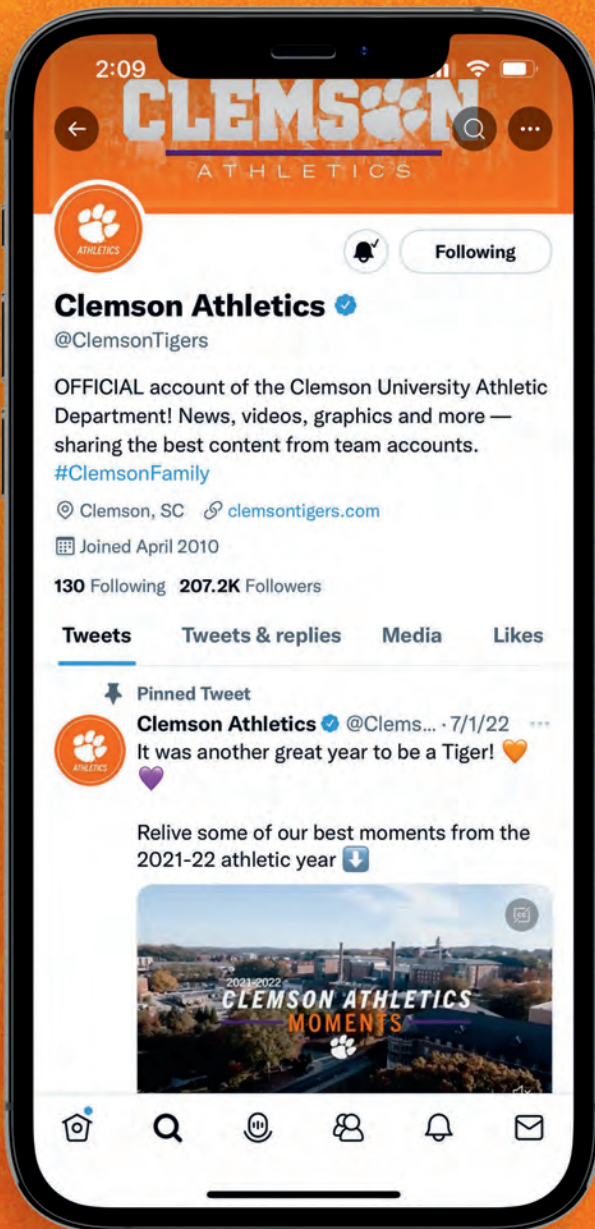 2:09
CLEMSON
ATHLETICS
ATHLETICS
Following
Clemson Athletics
@ClemsonTigers
OFFICIAL account of the Clemson University Athletic
Department! News, videos, graphics and more —
sharing the best content from team accounts.
#ClemsonFamily
Clemson, SC clemsontigers.com
Joined April 2010
130 Following 207.2K Followers
Tweets Tweets & replies Media Likes
Pinned Tweet
Clemson Athletics @Clems... · 7/1/22 ...
ATHLETICS
It was another great year to be a Tiger! 🧡
💜
Relive some of our best moments from the
2021-22 athletic year ⬇️
CC
2021-2022
CLEMSON ATHLETICS
MOMENTS